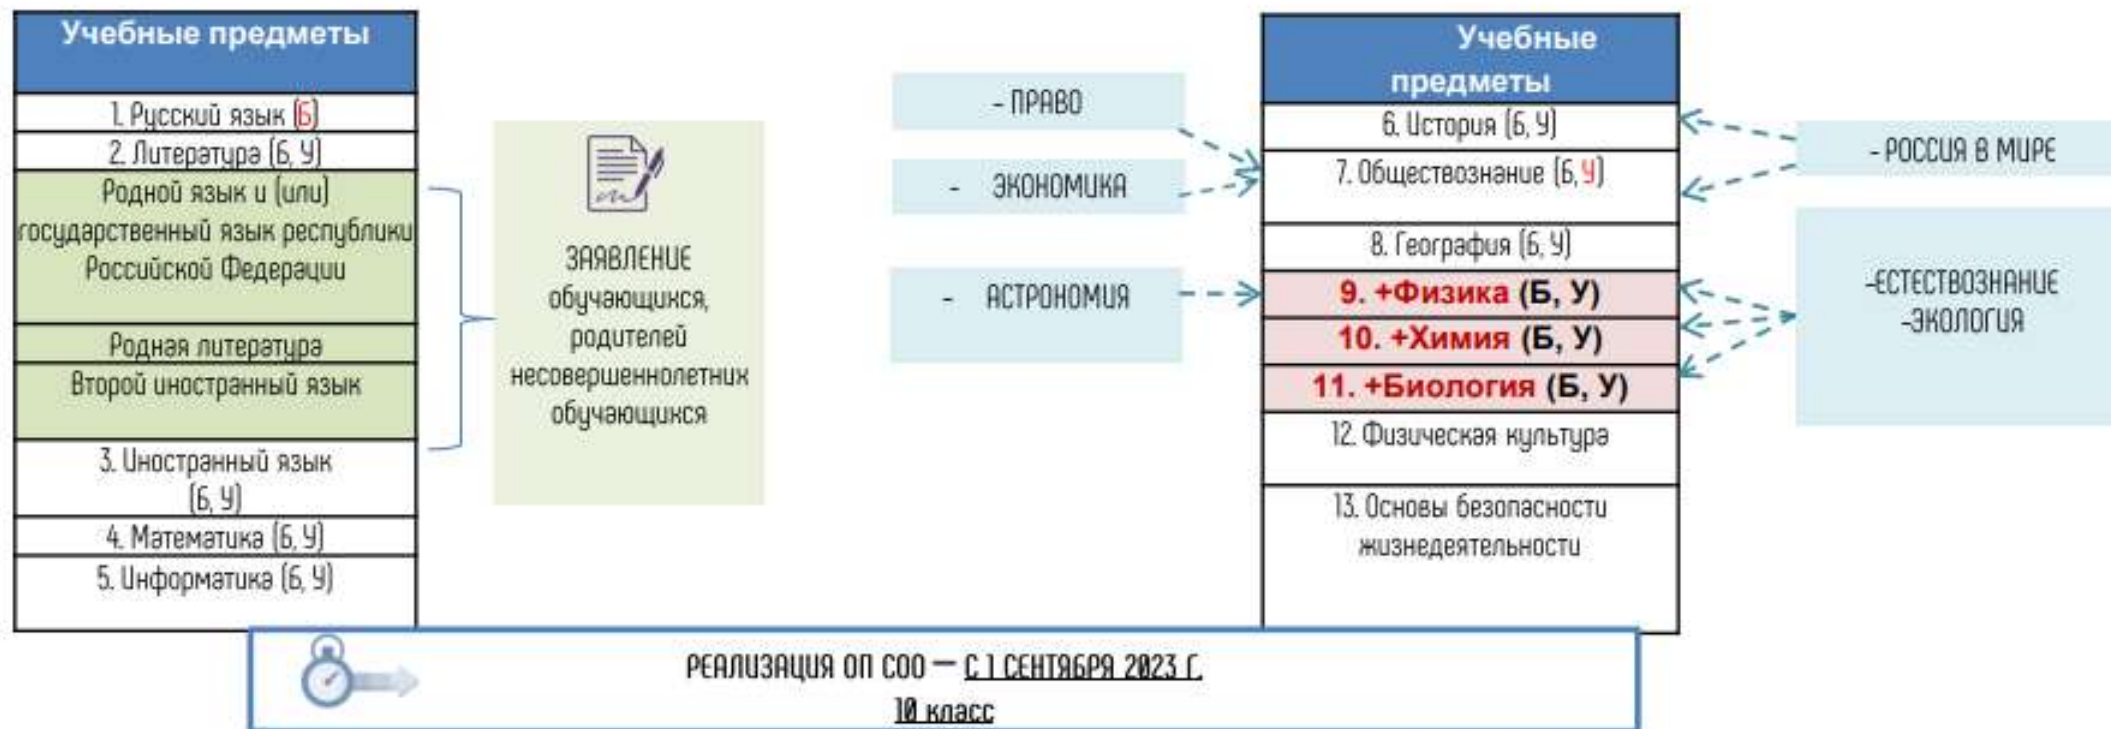 Учебные предметы
1. Русский язык (Б)
2. Литература (Б, У)
Родной язык и (или)
государственный язык республики
Российской Федерации
Родная литература
Второй иностранный язык
3. Иностранный язык
(Б, У)
4. Математика (Б, У)
5. Информатика (Б, У)
ЗАЯВЛЕНИЕ
обучающихся,
родителей
несовершеннолетних
обучающихся
- ПРАВО
- ЭКОНОМИКА
- АСТРОНОМИЯ
Учебные
предметы
6. История (Б, У)
7. Обществознание (Б, У)
8. География (Б, У)
9. +Физика (Б, У)
10. +Химия (Б, У)
11. +Биология (Б, У)
12. Физическая культура
13. Основы безопасности
жизнедеятельности
- РОССИЯ В МИРЕ
-ЕСТЕСТВОЗНАНИЕ
-ЭКОЛОГИЯ
РЕАЛИЗАЦИЯ ОП СОО — С 1 СЕНТЯБРЯ 2023 Г.
10 класс